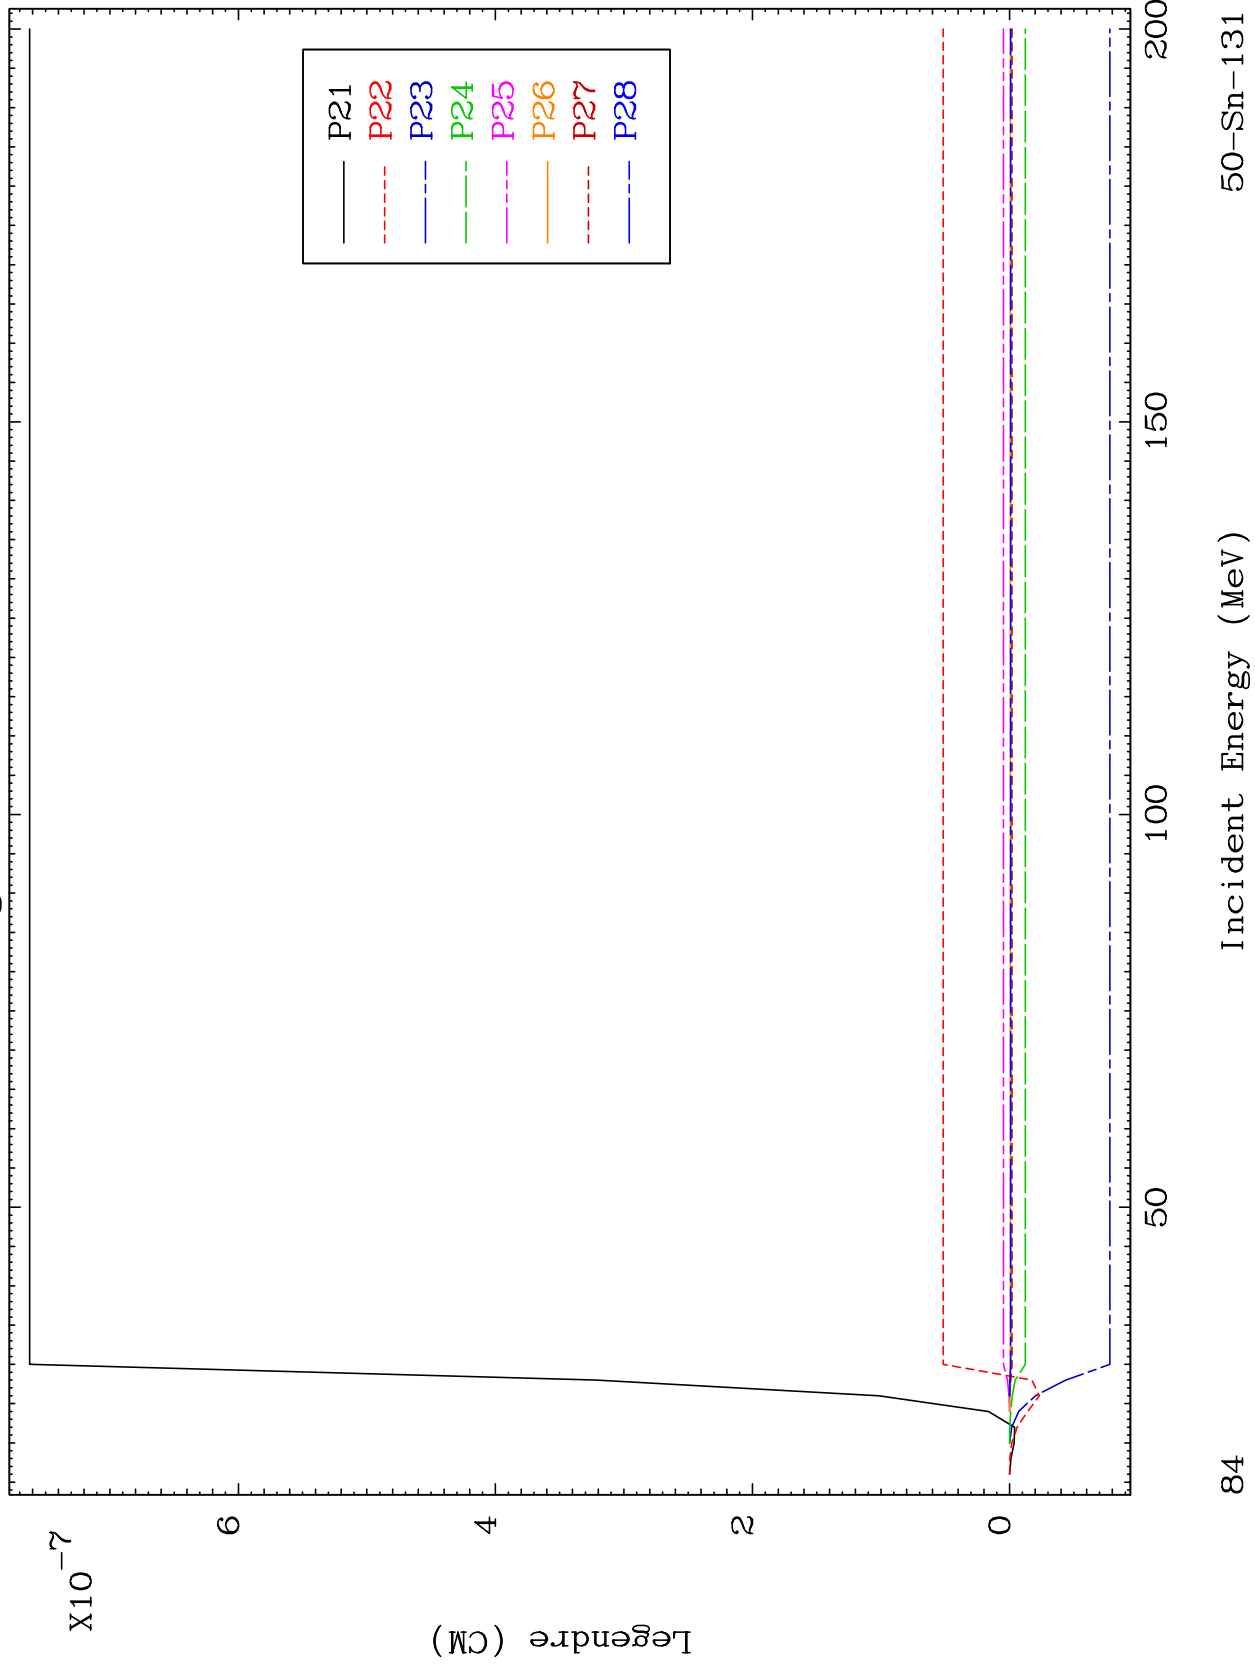 X10-7
6
4
2
0
Legendre (CM)
P21
P22
P23
P24
P25
P26
P27
P28
50
100
150
200
Incident Energy (MeV)
84
50-Sn-131